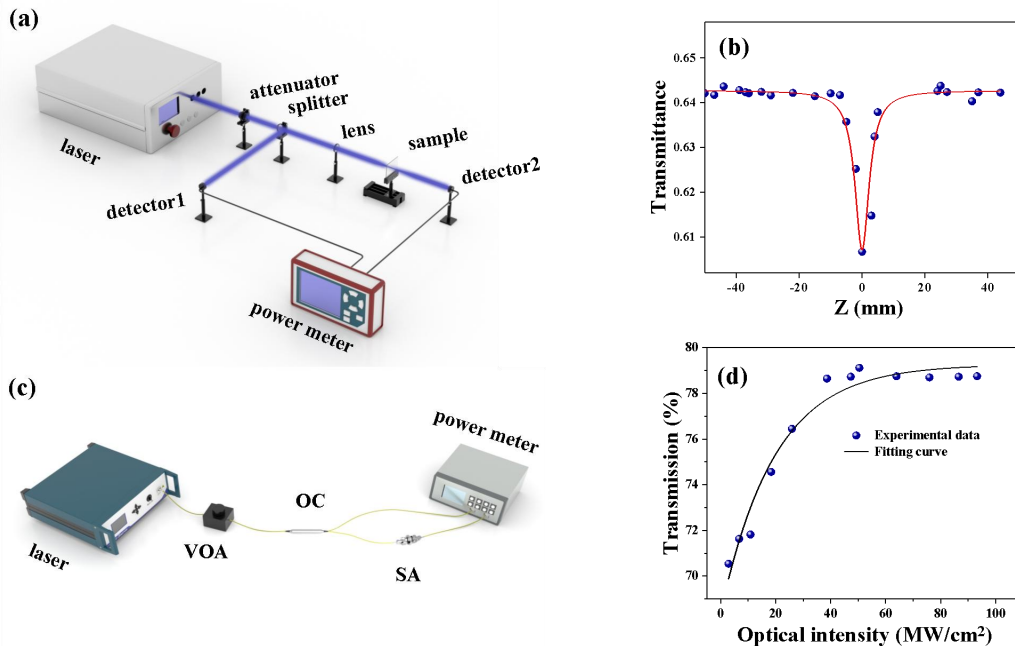 (a)
attenuator
splitter
lens
sample
laser
detector1
detector2
power meter
(b)
0.65
0.64
0.63
0.62
0.61
Transmittance
-40
-20
0
20
40
Z (mm)
(c)
power meter
OC
VOA
SA
laser
(d)
80
79
78
76
74
72
70
Transmission (%)
Experimental data
Fitting curve
0
20
40
60
80
100
Optical intensity (MW/cm²)